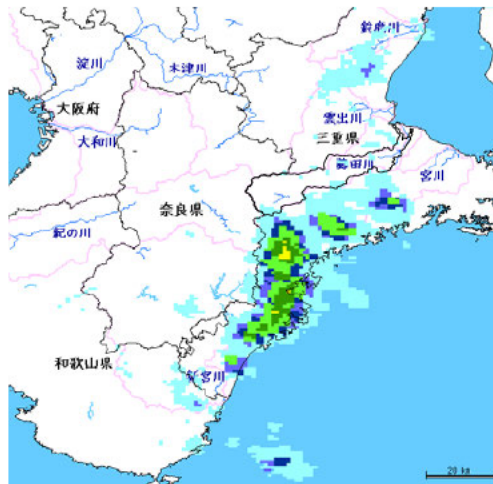 鈴鹿川
淀川
木津川
大阪府
雲出川
大和川
三重県
櫛田川
宮川
奈良県
紀の川
和歌山県
新宮川
20 km